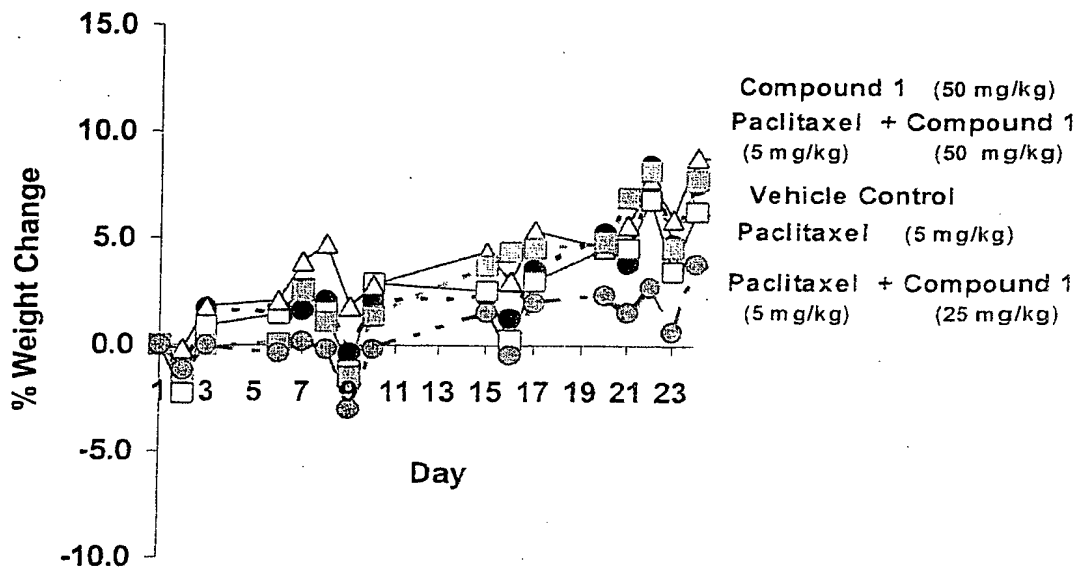 15.0
10.0
5.0
0.0
-5.0
-10.0
% Weight Change
1 3 5 7 9 11 13 15 17 19 21 23
Day
Compound 1 (50 mg/kg)
Paclitaxel + Compound 1
(5 mg/kg) (50 mg/kg)
Vehicle Control
Paclitaxel (5 mg/kg)
Paclitaxel + Compound 1
(5 mg/kg) (25 mg/kg)